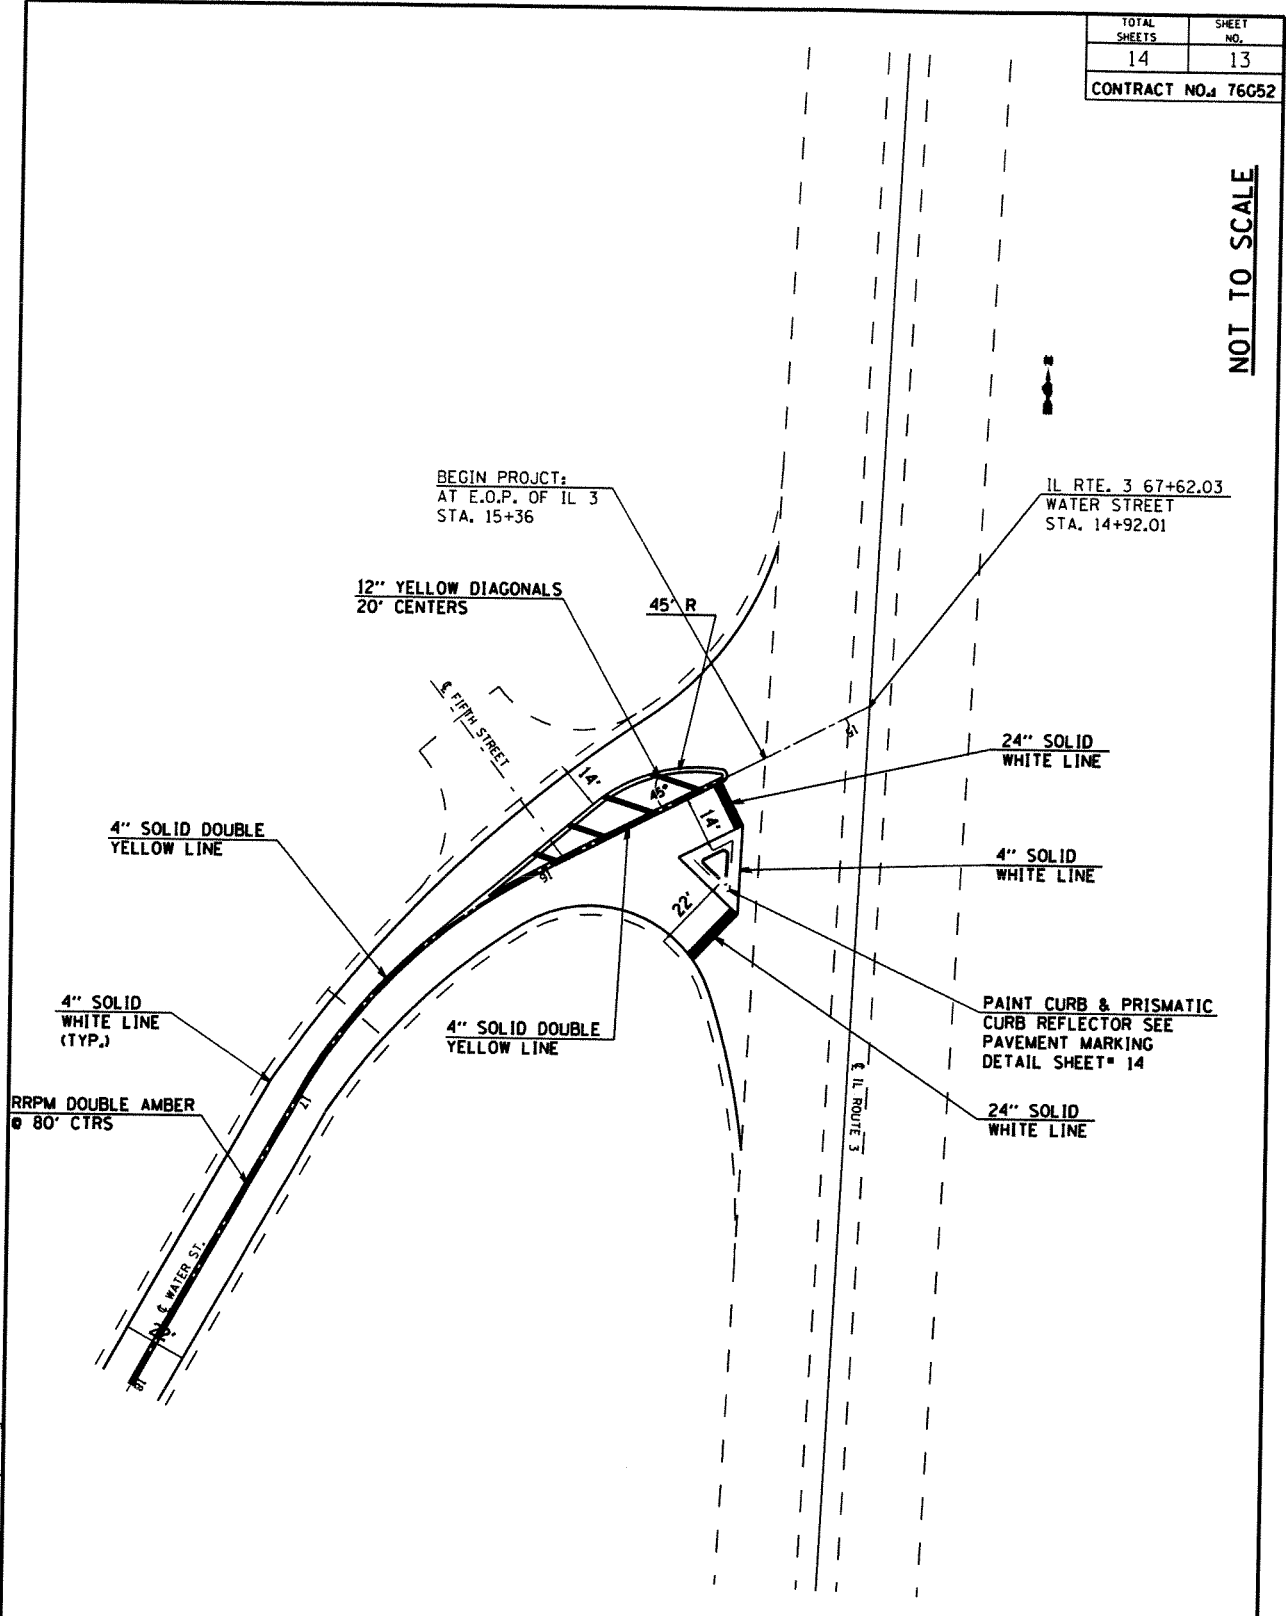 TOTAL SHEETS
SHEET NO.
14
13
CONTRACT NO.: 76G52
NOT TO SCALE
BEGIN PROJCT:
AT E.O.P. OF IL 3
STA. 15+36
IL RTE. 3 67+62.03
WATER STREET
STA. 14+92.01
12" YELLOW DIAGONALS
20' CENTERS
45' R
℄ FIFTH STREET
14'
45°
15
24" SOLID
WHITE LINE
14'
4" SOLID DOUBLE
YELLOW LINE
16
4" SOLID
WHITE LINE
22'
4" SOLID
WHITE LINE
(TYP.)
4" SOLID DOUBLE
YELLOW LINE
PAINT CURB & PRISMATIC
CURB REFLECTOR SEE
PAVEMENT MARKING
DETAIL SHEET# 14
℄ IL ROUTE 3
RRPM DOUBLE AMBER
@ 80' CTRS
17
24" SOLID
WHITE LINE
℄ WATER ST.
18